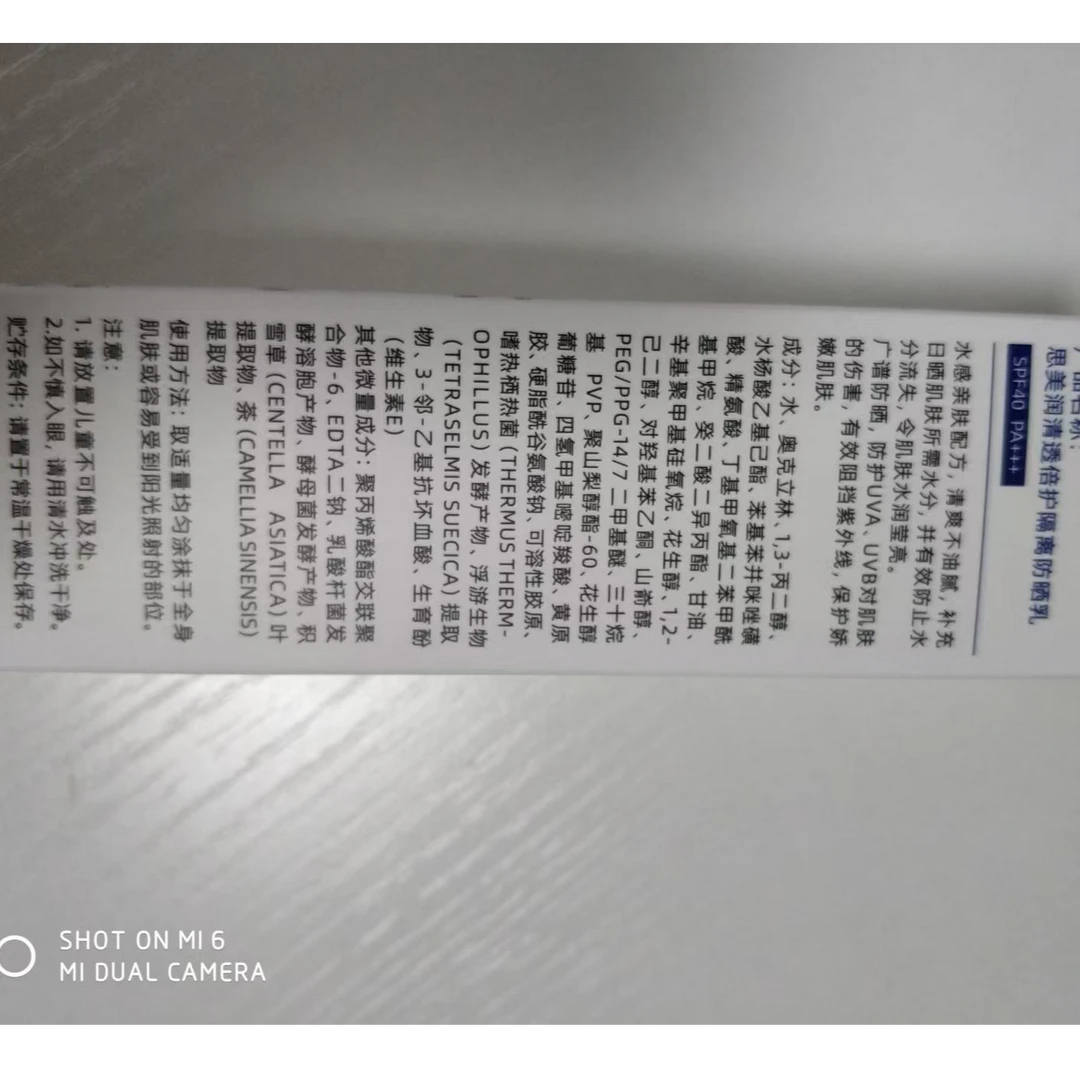 思美润清透倍护隔离防晒乳
SPF40 PA+++
水感亲肤配方，清爽不油腻，补充
日晒肌肤所需水分，并有效防止水
分流失，令肌肤水润莹亮。
广谱防晒，防护UVA、UVB对肌肤
的伤害，有效阻挡紫外线，保护娇
嫩肌肤。
成分：水、奥克立林、1,3-丙二醇、
水杨酸乙基己酯、苯基苯并咪唑磺
酸、精氨酸、丁基甲氧基二苯甲酰
基甲烷、癸二酸二异丙酯、甘油、
辛基聚甲基硅氧烷、花生醇、1,2-
己二醇、对羟基苯乙酮、山嵛醇、
PEG/PPG-14/7 二甲基醚、三十烷
基 PVP、聚山梨醇酯-60、花生醇
葡糖苷、四氢甲基嘧啶羧酸、黄原
胶、硬脂酰谷氨酸钠、可溶性胶原、
嗜热栖热菌（THERMUS THERM-
OPHILLUS）发酵产物、浮游生物
（TETRASELMIS SUECICA）提取
物、3-邻-乙基抗坏血酸、生育酚
（维生素E）
其他微量成分：聚丙烯酸酯交联聚
合物-6、EDTA二钠、乳酸杆菌发
酵溶胞产物、酵母菌发酵产物、积
雪草（CENTELLA ASIATICA）叶
提取物、茶（CAMELLIA SINENSIS）
提取物
使用方法：取适量均匀涂抹于全身
肌肤或容易受到阳光照射的部位。
注意：
1. 请放置儿童不可触及处。
2.如不慎入眼，请用清水冲洗干净。
贮存条件：请置于常温干燥处保存。
SHOT ON MI 6
MI DUAL CAMERA